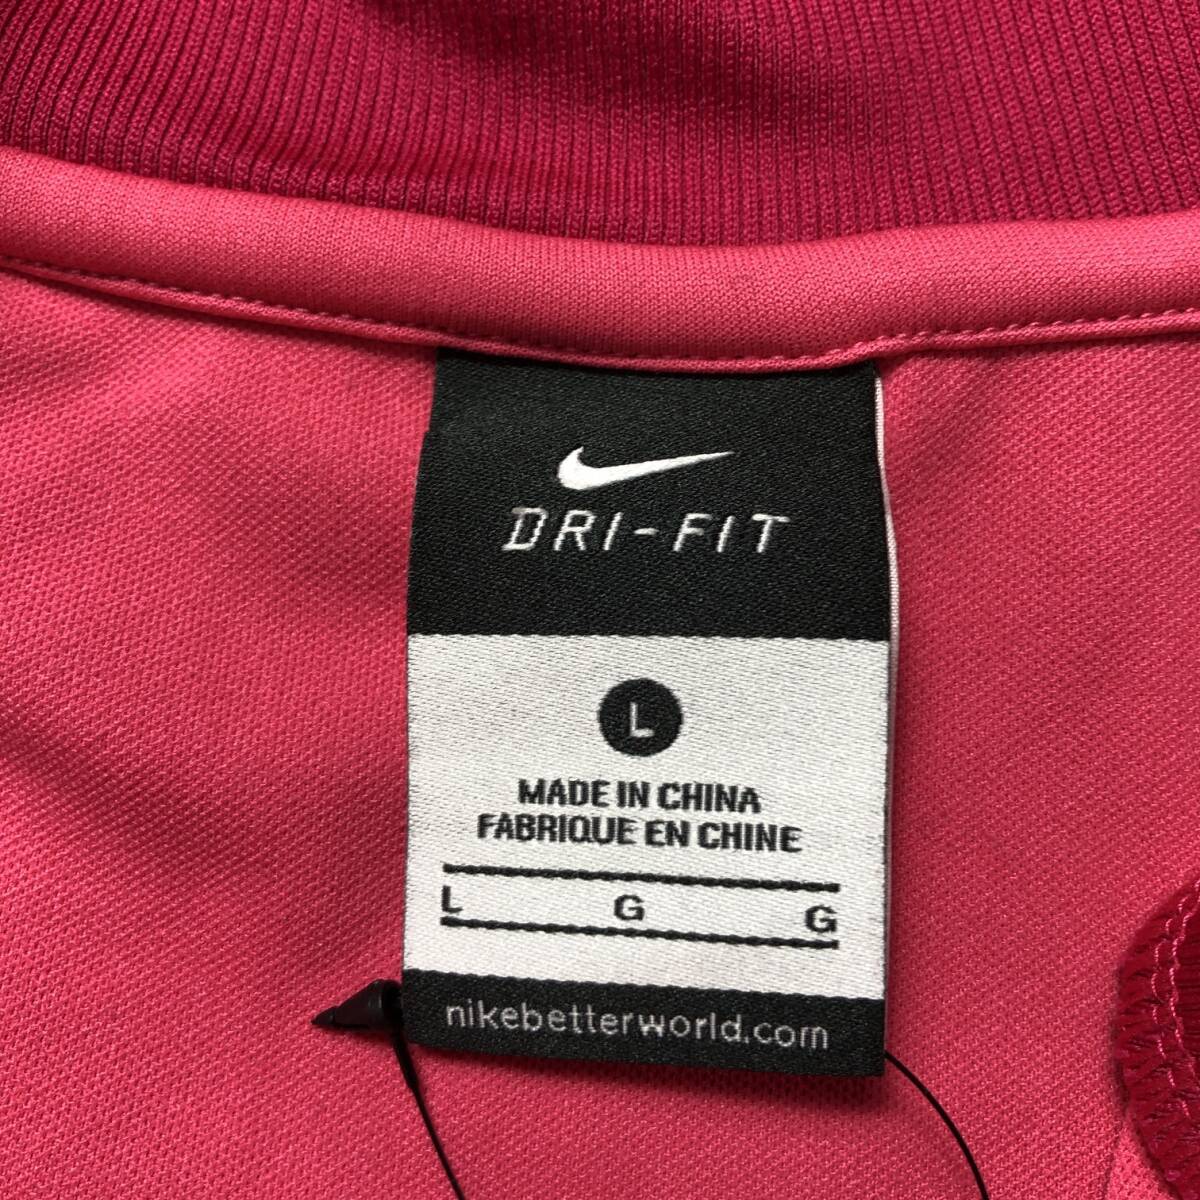 DRI-FIT
L
MADE IN CHINA
FABRIQUE EN CHINE
L G G
nikebetterworld.com